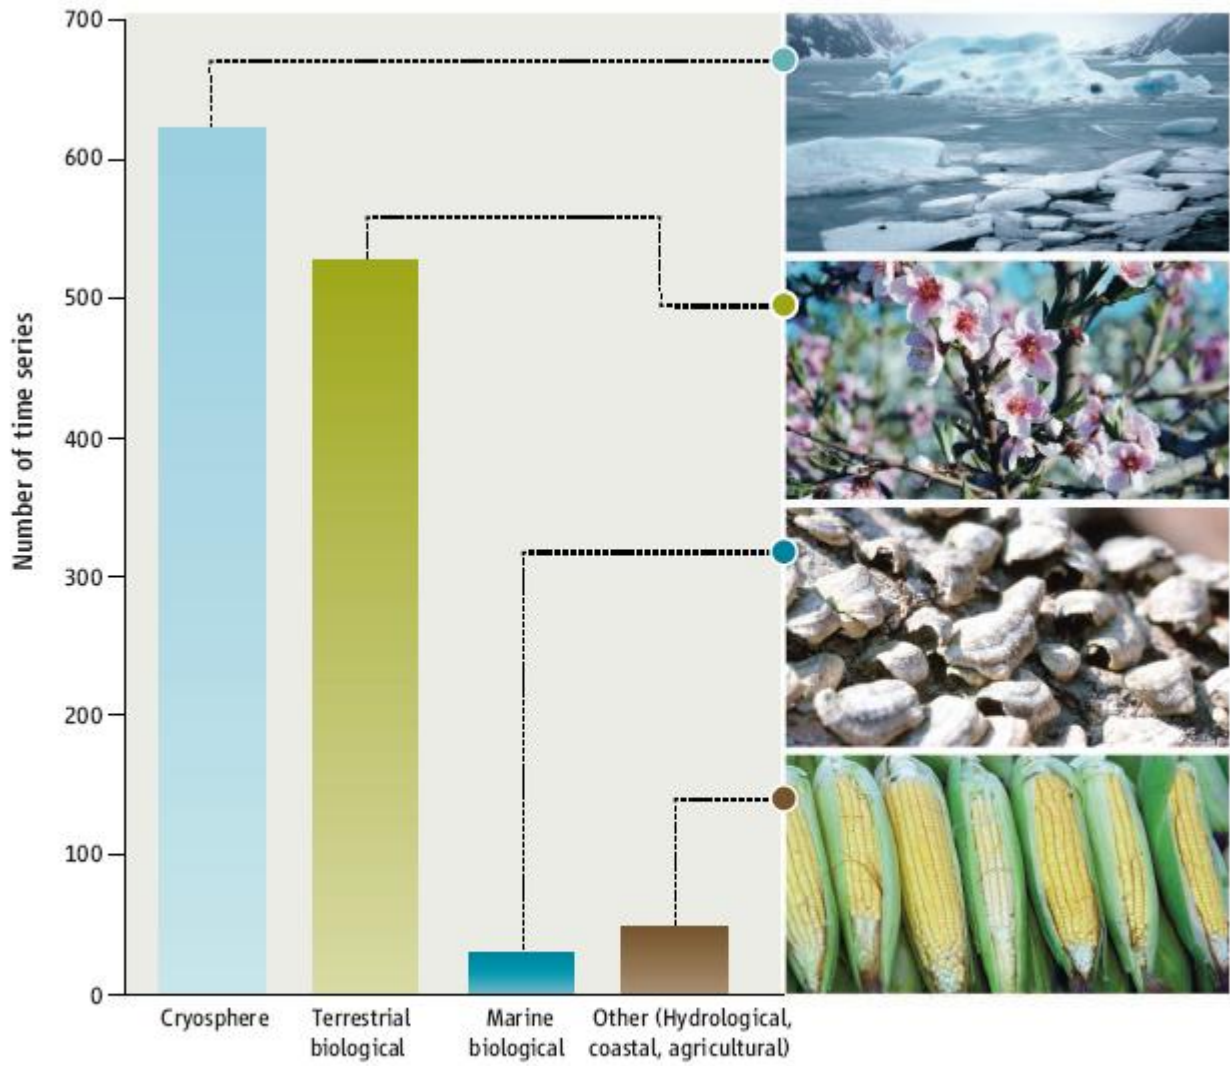 700
600
500
400
300
200
100
0
Number of time series
Cryosphere
Terrestrial
biological
Marine
biological
Other (Hydrological,
coastal, agricultural)